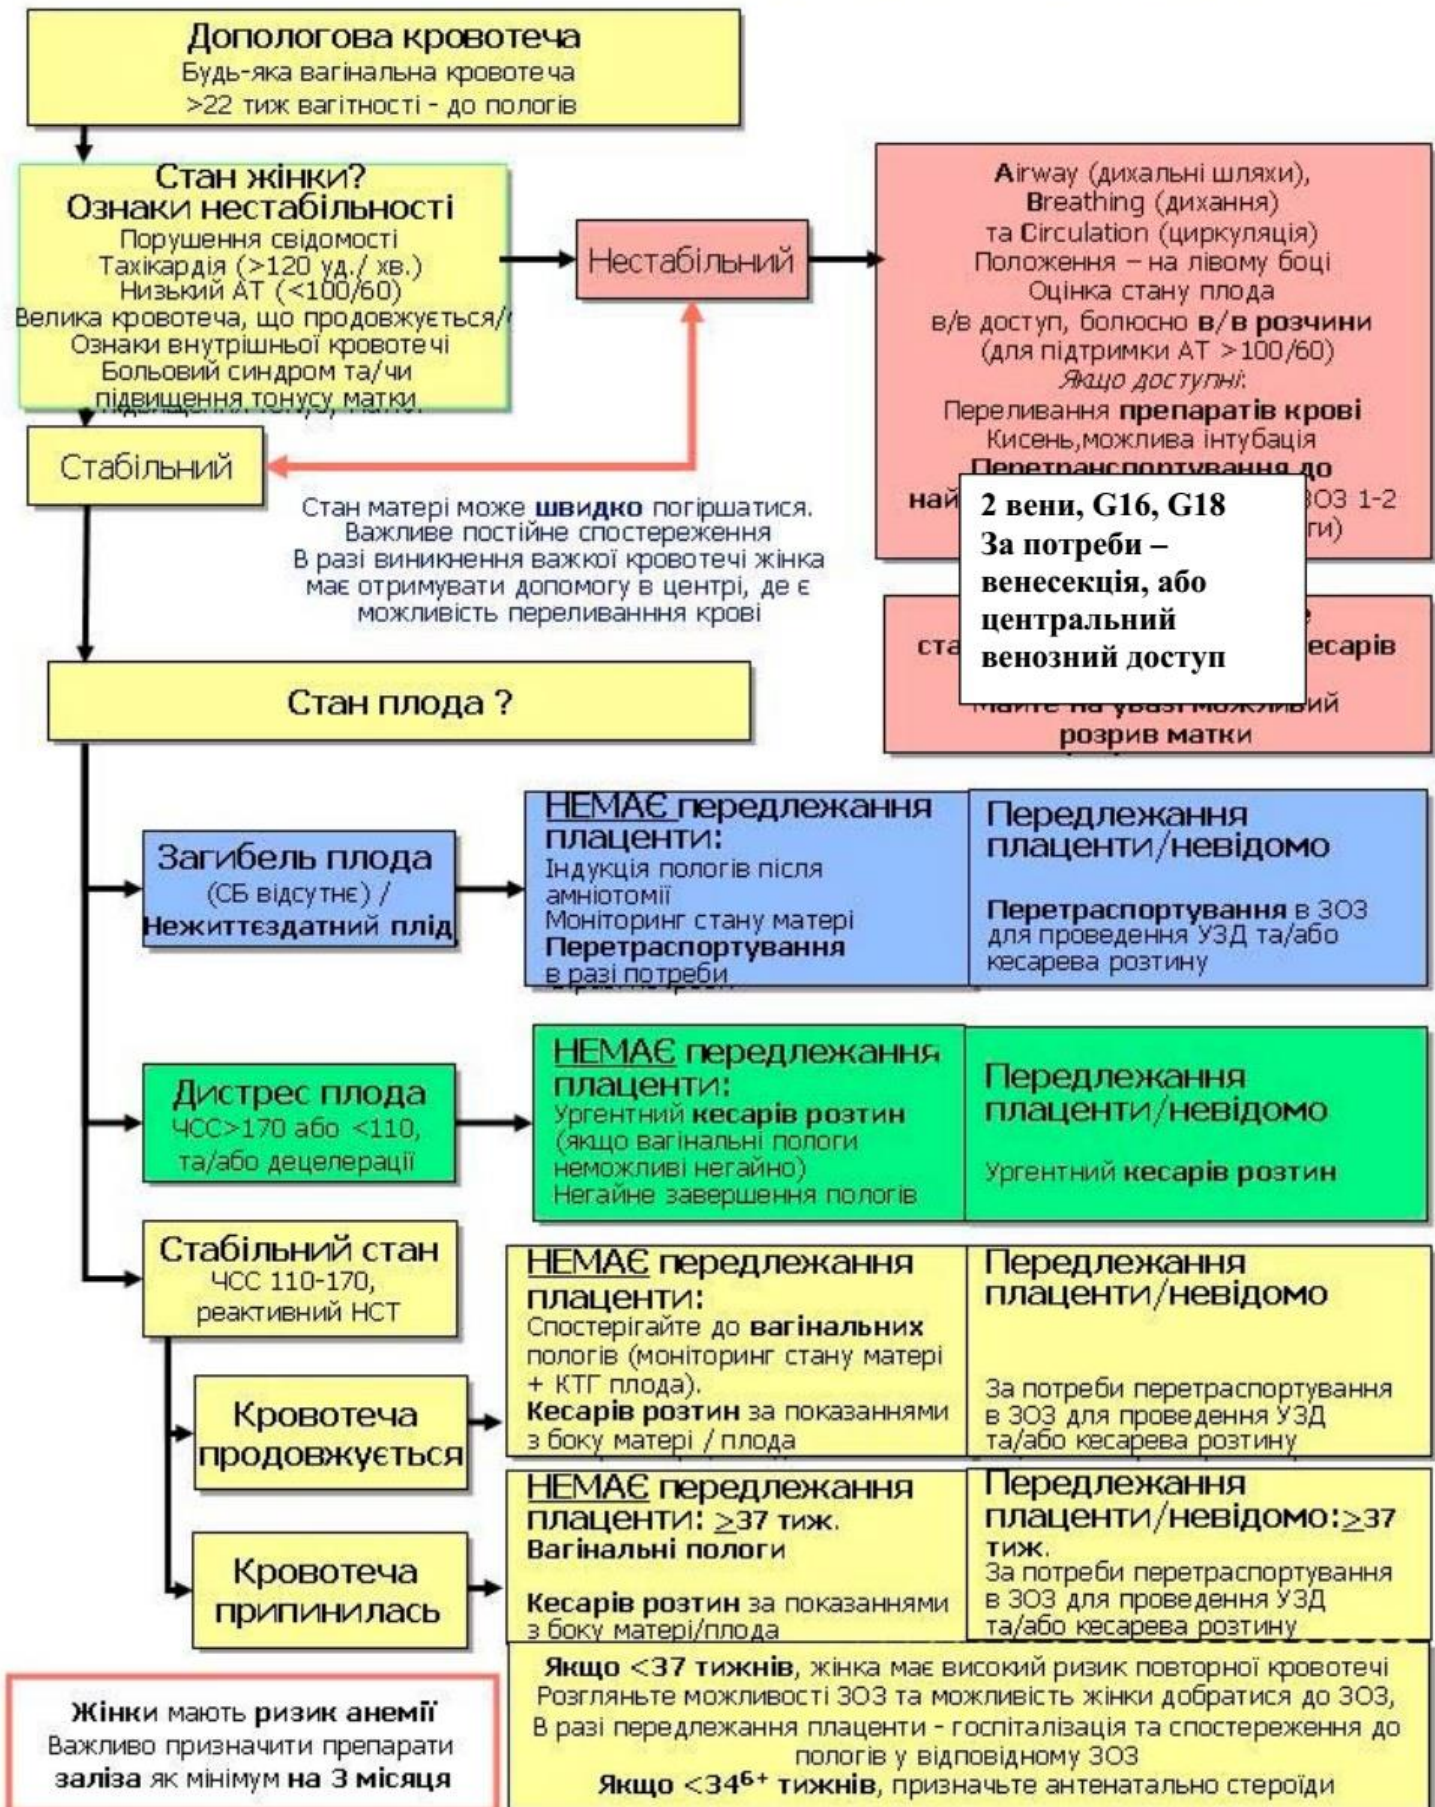 Допологова кровотеча
Будь-яка вагінальна кровотеча
>22 тиж вагітності - до пологів
Стан жінки?
Ознаки нестабільності
Порушення свідомості
Тахікардія (>120 уд./ хв.)
Низький АТ (<100/60)
Велика кровотеча, що продовжується/
Ознаки внутрішньої кровотечі
Больовий синдром та/чи
підвищення тонусу матки
Нестабільний
Airway (дихальні шляхи),
Breathing (дихання)
та Circulation (циркуляція)
Положення – на лівому боці
Оцінка стану плода
в/в доступ, болюсно в/в розчини
(для підтримки АТ >100/60)
Якщо доступні:
Переливання препаратів крові
Кисень,можлива інтубація
Перетранспортування до
най ЗОЗ 1-2
ги)
2 вени, G16, G18
За потреби –
венесекція, або
центральний
венозний доступ
ста есарів
Майте на увазі можливий
розрив матки
Стабільний
Стан матері може швидко погіршатися.
Важливе постійне спостереження
В разі виникнення важкої кровотечі жінка
має отримувати допомогу в центрі, де є
можливість переливанння крові
Стан плода ?
Загибель плода
(СБ відсутнє) /
Нежиттєздатний плід
НЕМАЄ передлежання
плаценти:
Індукція пологів після
амніотомії
Моніторинг стану матері
Перетраспортування
в разі потреби
Передлежання
плаценти/невідомо
Перетраспортування в ЗОЗ
для проведення УЗД та/або
кесарева розтину
Дистрес плода
ЧСС>170 або <110,
та/або децелерації
НЕМАЄ передлежання
плаценти:
Ургентний кесарів розтин
(якщо вагінальні пологи
неможливі негайно)
Негайне завершення пологів
Передлежання
плаценти/невідомо
Ургентний кесарів розтин
Стабільний стан
ЧСС 110-170,
реактивний НСТ
Кровотеча
продовжується
НЕМАЄ передлежання
плаценти:
Спостерігайте до вагінальних
пологів (моніторинг стану матері
+ КТГ плода).
Кесарів розтин за показаннями
з боку матері / плода
Передлежання
плаценти/невідомо
За потреби перетраспортування
в ЗОЗ для проведення УЗД
та/або кесарева розтину
Кровотеча
припинилась
НЕМАЄ передлежання
плаценти: ≥37 тиж.
Вагінальні пологи
Кесарів розтин за показаннями
з боку матері/плода
Передлежання
плаценти/невідомо:≥37
тиж.
За потреби перетраспортування
в ЗОЗ для проведення УЗД
та/або кесарева розтину
Жінки мають ризик анемії
Важливо призначити препарати
заліза як мінімум на 3 місяця
Якщо <37 тижнів, жінка має високий ризик повторної кровотечі
Розгляньте можливості ЗОЗ та можливість жінки добратися до ЗОЗ,
В разі передлежання плаценти - госпіталізація та спостереження до
пологів у відповідному ЗОЗ
Якщо <34⁶⁺ тижнів, призначьте антенатально стероїди